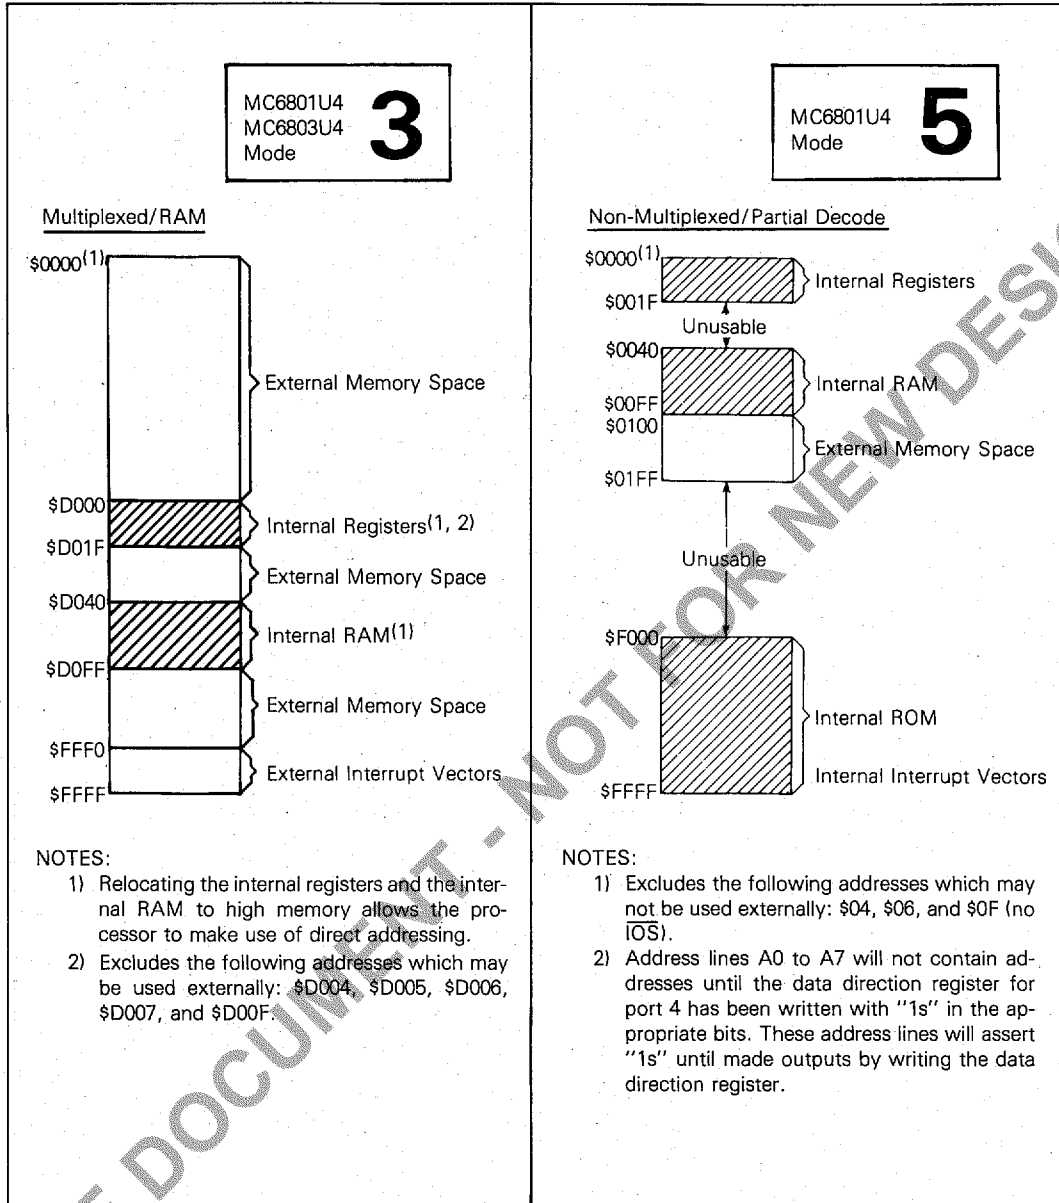 MC6801U4
MC6803U4
Mode
3
Multiplexed/RAM
$0000(1)
External Memory Space
$D000
Internal Registers(1, 2)
$D01F
External Memory Space
$D040
Internal RAM(1)
$D0FF
External Memory Space
$FFF0
External Interrupt Vectors
$FFFF
NOTES:
1) Relocating the internal registers and the inter-
nal RAM to high memory allows the pro-
cessor to make use of direct addressing.
2) Excludes the following addresses which may
be used externally: $D004, $D005, $D006,
$D007, and $D00F.
MC6801U4
Mode
5
Non-Multiplexed/Partial Decode
$0000(1)
Internal Registers
$001F
Unusable
$0040
Internal RAM
$00FF
$0100
External Memory Space
$01FF
Unusable
$F000
Internal ROM
Internal Interrupt Vectors
$FFFF
NOTES:
1) Excludes the following addresses which may
not be used externally: $04, $06, and $0F (no
IOS).
2) Address lines A0 to A7 will not contain ad-
dresses until the data direction register for
port 4 has been written with "1s" in the ap-
propriate bits. These address lines will assert
"1s" until made outputs by writing the data
direction register.
DOCUMENT - NOT FOR NEW